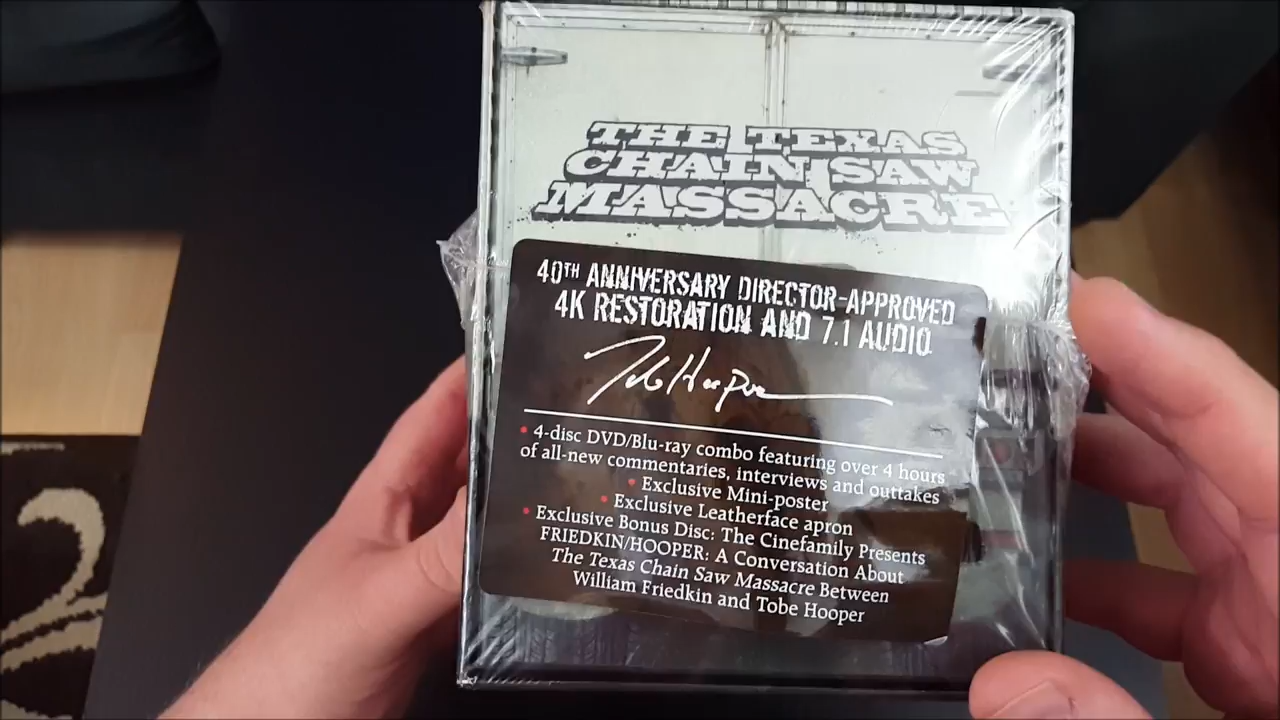 THE TEXAS
CHAIN SAW
MASSACRE
40TH ANNIVERSARY DIRECTOR-APPROVED
4K RESTORATION AND 7.1 AUDIO
Tobe Hooper
• 4-disc DVD/Blu-ray combo featuring over 4 hours
of all-new commentaries, interviews and outtakes
• Exclusive Mini-poster
• Exclusive Leatherface apron
• Exclusive Bonus Disc: The Cinefamily Presents
FRIEDKIN/HOOPER: A Conversation About
The Texas Chain Saw Massacre Between
William Friedkin and Tobe Hooper